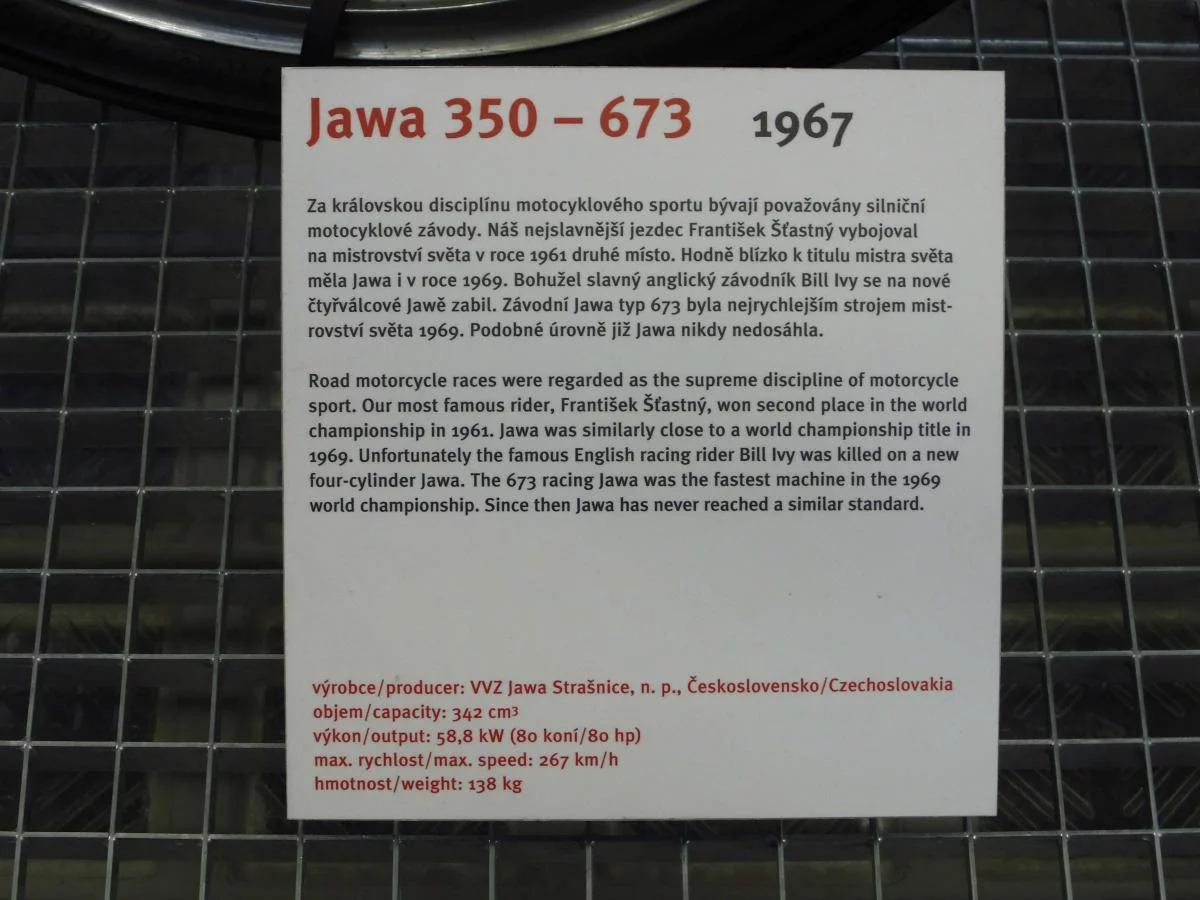 Jawa 350 – 673 1967
Za královskou disciplínu motocyklového sportu bývají považovány silniční
motocyklové závody. Náš nejslavnější jezdec František Šťastný vybojoval
na mistrovství světa v roce 1961 druhé místo. Hodně blízko k titulu mistra světa
měla Jawa i v roce 1969. Bohužel slavný anglický závodník Bill Ivy se na nové
čtyřválcové Jawě zabil. Závodní Jawa typ 673 byla nejrychlejším strojem mist-
rovství světa 1969. Podobné úrovně již Jawa nikdy nedosáhla.
Road motorcycle races were regarded as the supreme discipline of motorcycle
sport. Our most famous rider, František Šťastný, won second place in the world
championship in 1961. Jawa was similarly close to a world championship title in
1969. Unfortunately the famous English racing rider Bill Ivy was killed on a new
four-cylinder Jawa. The 673 racing Jawa was the fastest machine in the 1969
world championship. Since then Jawa has never reached a similar standard.
výrobce/producer: VVZ Jawa Strašnice, n. p., Československo/Czechoslovakia
objem/capacity: 342 cm³
výkon/output: 58,8 kW (80 koní/80 hp)
max. rychlost/max. speed: 267 km/h
hmotnost/weight: 138 kg